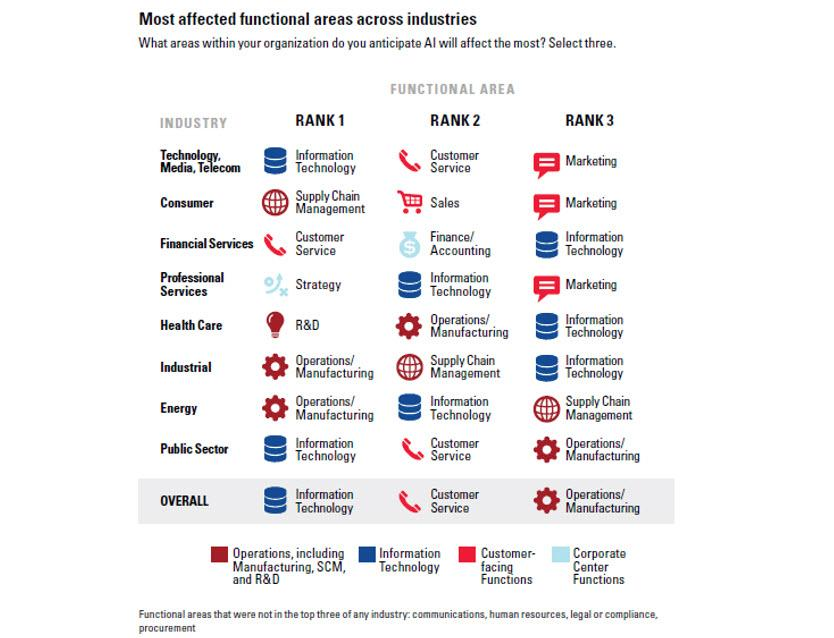 Most affected functional areas across industries
What areas within your organization do you anticipate AI will affect the most? Select three.
FUNCTIONAL AREA
INDUSTRY RANK 1 RANK 2 RANK 3
Technology, Media, Telecom Information Technology Customer Service Marketing
Consumer Supply Chain Management Sales Marketing
Financial Services Customer Service Finance/ Accounting Information Technology
Professional Services Strategy Information Technology Marketing
Health Care R&D Operations/ Manufacturing Information Technology
Industrial Operations/ Manufacturing Supply Chain Management Information Technology
Energy Operations/ Manufacturing Information Technology Supply Chain Management
Public Sector Information Technology Customer Service Operations/ Manufacturing
OVERALL Information Technology Customer Service Operations/ Manufacturing
Operations, including Manufacturing, SCM, and R&D
Information Technology
Customer-facing Functions
Corporate Center Functions
Functional areas that were not in the top three of any industry: communications, human resources, legal or compliance,
procurement